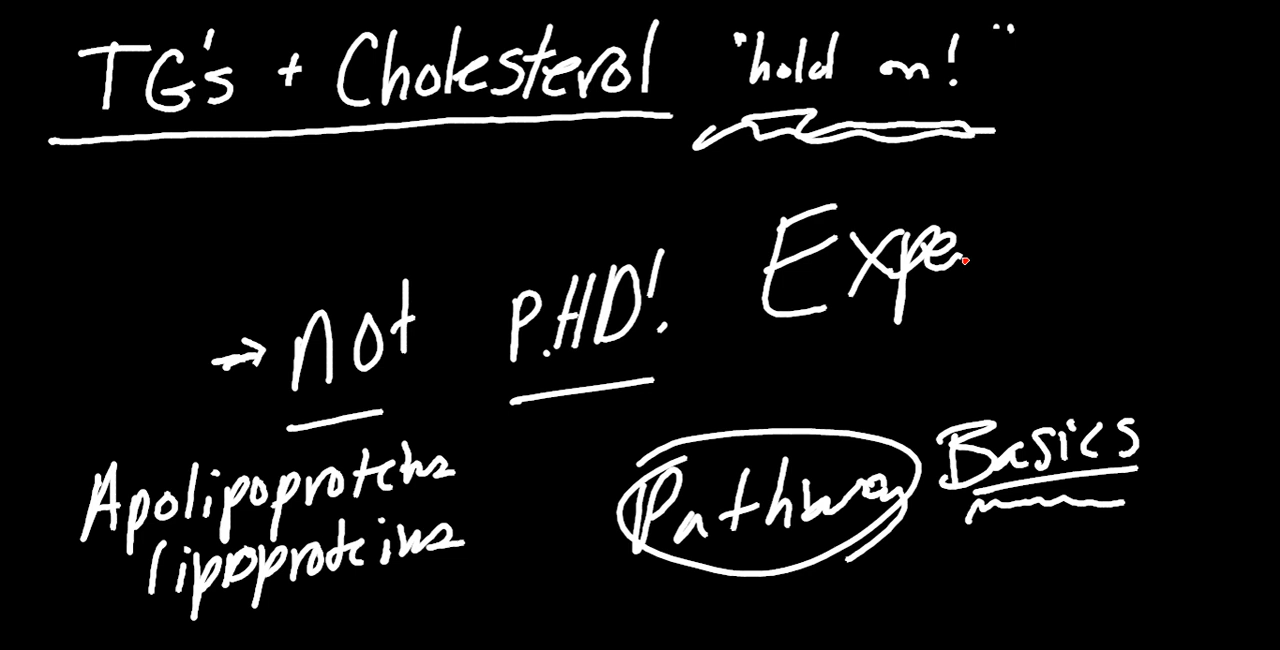 TG's + Cholesterol "hold on! "
Expe
→ not P.HD!
Basics
Pathway
Apolipoproteins
lipoproteins